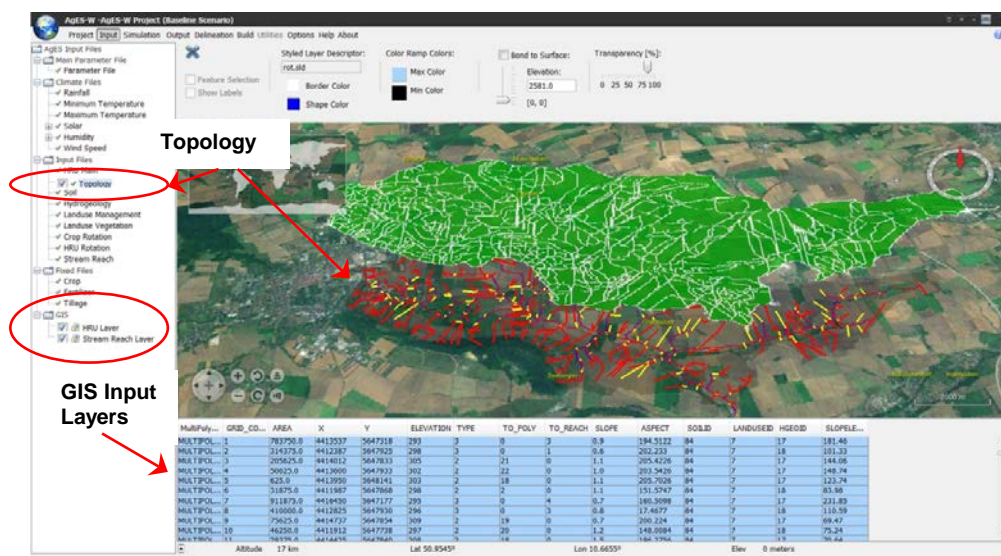 AgES-W -AgES-W Project (Baseline Scenario)
Project Input Simulation Output Delineation Build Utilities Options Help About
AgES Input Files
Main Parameter File
Parameter File
Climate Files
Rainfall
Minimum Temperature
Maximum Temperature
Solar
Humidity
Wind Speed
Input Files
HRU Main
Topology
Soil
Hydrogeology
Landuse Management
Landuse Vegetation
Crop Rotation
HRU Rotation
Stream Reach
Fixed Files
Crop
Fertilizer
Tillage
GIS
HRU Layer
Stream Reach Layer
Feature Selection
Show Labels
Styled Layer Descriptor:
rot.sld
Border Color
Shape Color
Color Ramp Colors:
Max Color
Min Color
Bond to Surface:
Elevation:
2581.0
[0, 0]
Transparency [%]:
0 25 50 75 100
Topology
GIS Input
Layers
2000 m
MultiPoly... GRID_CO... AREA X Y ELEVATION TYPE TO_POLY TO_REACH SLOPE ASPECT SOILID LANDUSEID HGEOID SLOPELE...
MULTIPOL... 1 783750.0 4413537 5647318 293 3 0 3 0.9 194.5122 84 7 17 181.46
MULTIPOL... 2 314375.0 4412387 5647925 298 3 0 1 0.6 202.233 84 7 18 101.33
MULTIPOL... 3 205625.0 4414012 5647833 305 2 21 0 1.1 205.4226 84 7 17 144.06
MULTIPOL... 4 50625.0 4413600 5647933 302 2 22 0 1.0 203.5426 84 7 17 148.74
MULTIPOL... 5 625.0 4413950 5648141 303 2 18 0 1.1 205.7026 84 7 17 123.74
MULTIPOL... 6 31875.0 4411987 5647868 298 2 2 0 1.1 151.5747 84 7 18 83.98
MULTIPOL... 7 911875.0 4416450 5647177 295 3 0 4 0.7 160.5098 84 7 17 231.85
MULTIPOL... 8 410000.0 4412825 5647930 296 3 0 3 0.8 17.4677 84 7 18 110.59
MULTIPOL... 9 75625.0 4414737 5647854 309 2 19 0 0.7 200.224 84 7 17 69.47
MULTIPOL... 10 46250.0 4411912 5647738 297 2 20 0 1.2 148.0084 84 7 18 75.24
Altitude 17 km Lat 50.9545° Lon 10.6655° Elev 0 meters